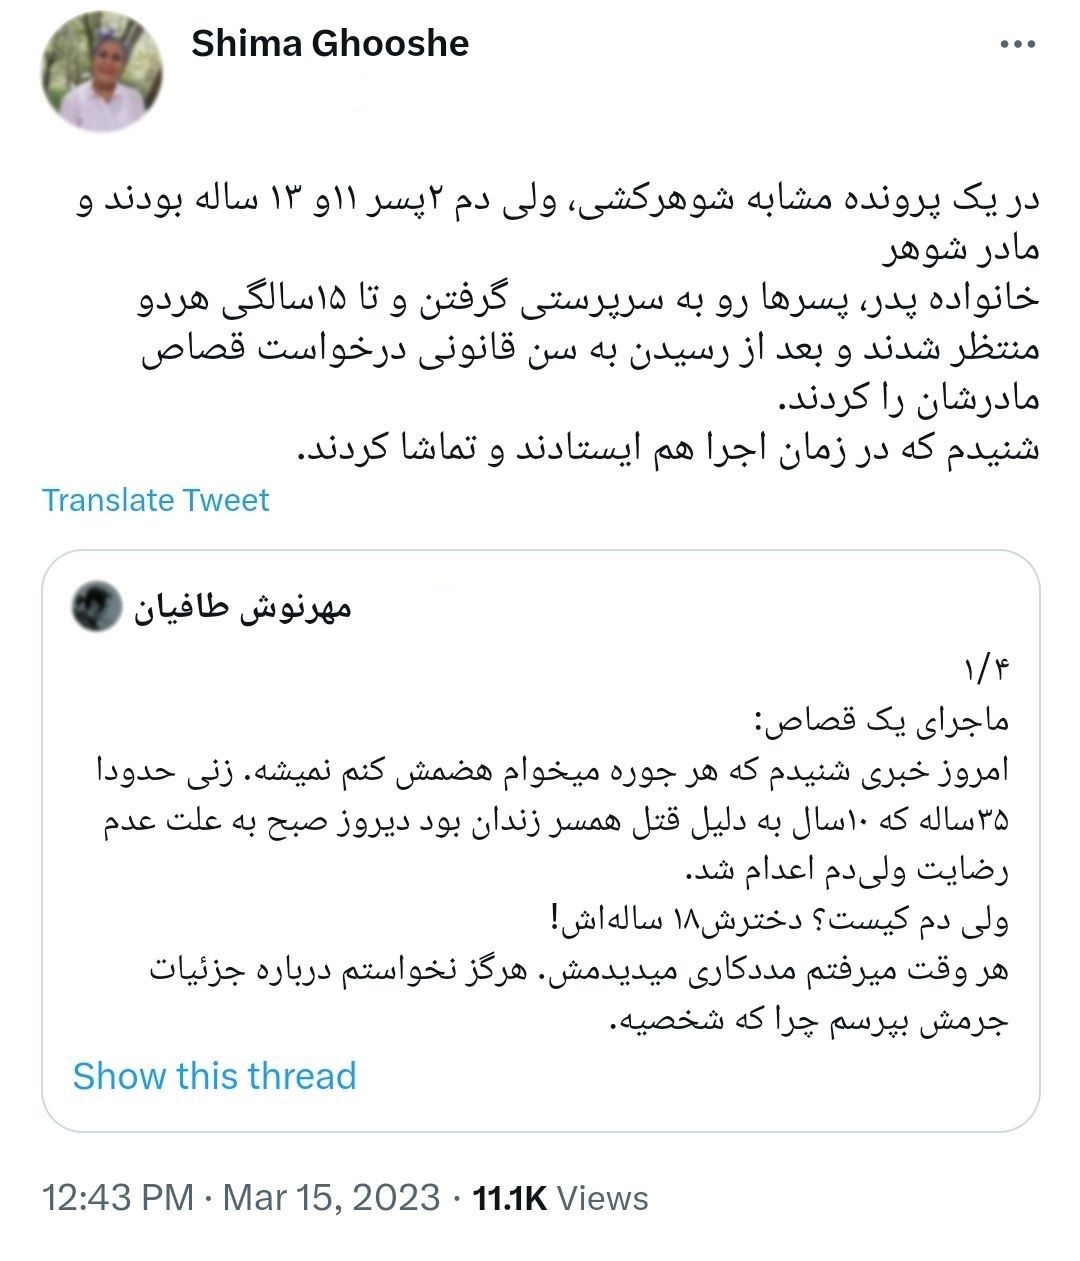 Shima Ghooshe
در یک پرونده مشابه شوهرکشی، ولی دم ۲پسر ۱۱و ۱۳ ساله بودند و
مادر شوهر
خانواده پدر، پسرها رو به سرپرستی گرفتن و تا ۱۵سالگی هردو
منتظر شدند و بعد از رسیدن به سن قانونی درخواست قصاص
مادرشان را کردند.
شنیدم که در زمان اجرا هم ایستادند و تماشا کردند.
Translate Tweet
مهرنوش طافیان
۱/۴
ماجرای یک قصاص:
امروز خبری شنیدم که هر جوره میخوام هضمش کنم نمیشه. زنی حدودا
۳۵ساله که ۱۰سال به دلیل قتل همسر زندان بود دیروز صبح به علت عدم
رضایت ولی‌دم اعدام شد.
ولی دم کیست؟ دخترش۱۸ ساله‌اش!
هر وقت میرفتم مددکاری میدیدمش. هرگز نخواستم درباره جزئیات
جرمش بپرسم چرا که شخصیه.
Show this thread
12:43 PM · Mar 15, 2023 · 11.1K Views